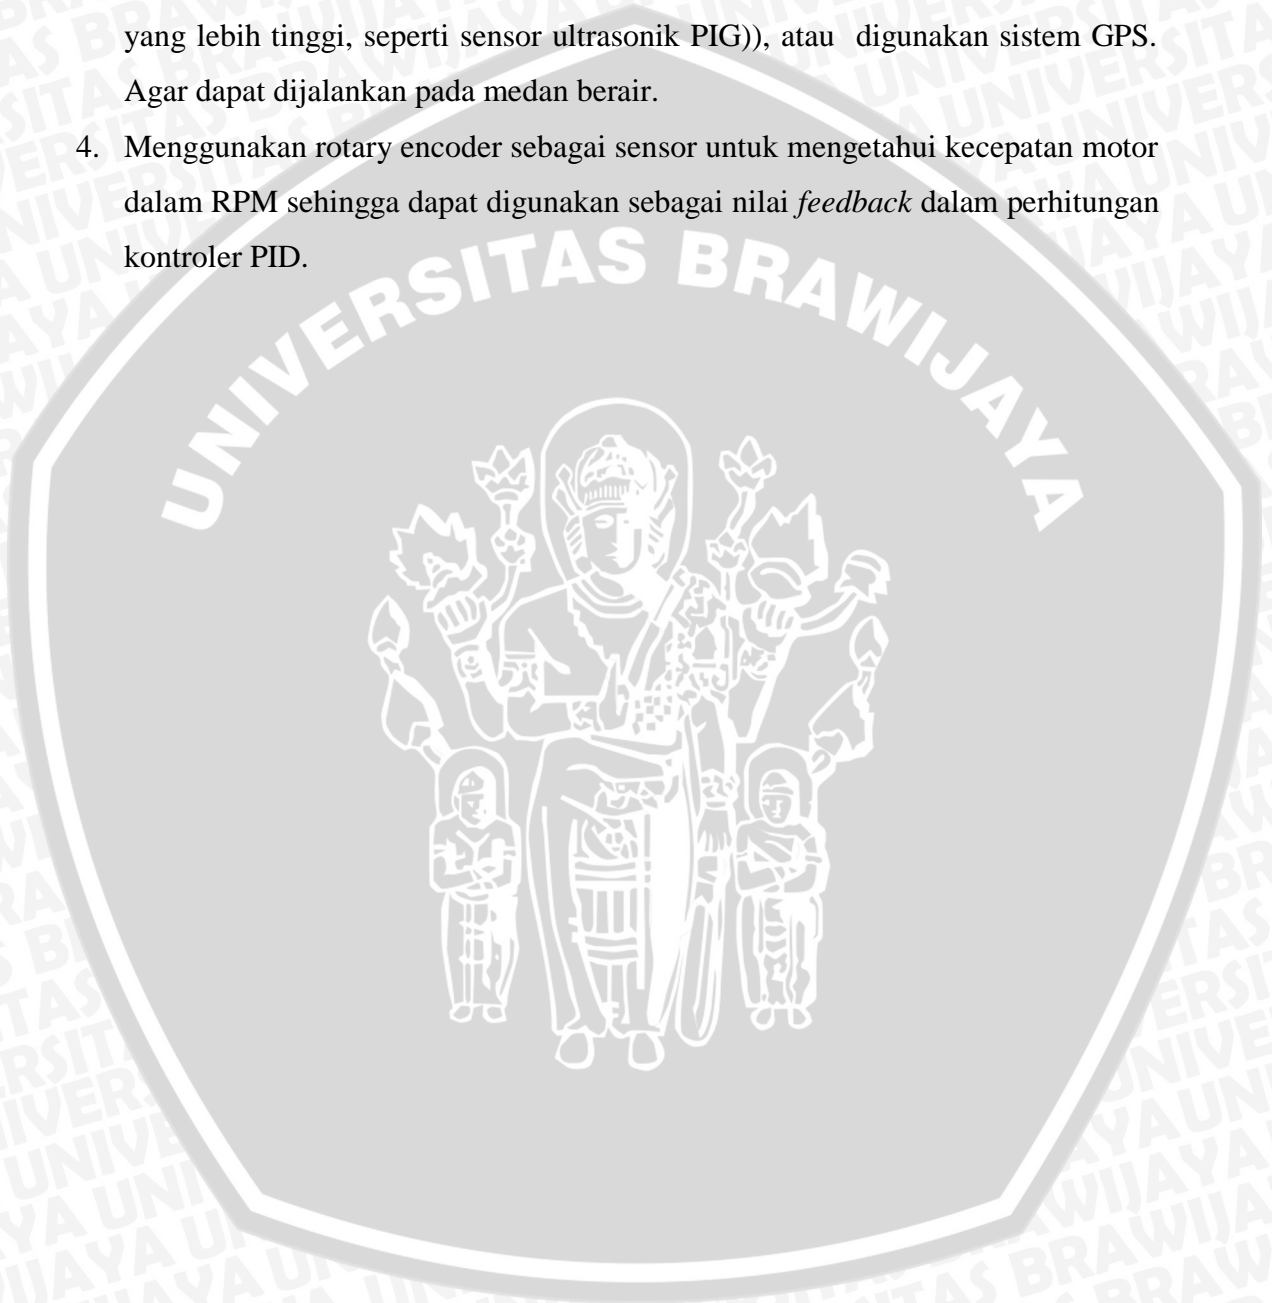 yang lebih tinggi, seperti sensor ultrasonik PIG)), atau digunakan sistem GPS.
Agar dapat dijalankan pada medan berair.
4. Menggunakan rotary encoder sebagai sensor untuk mengetahui kecepatan motor
dalam RPM sehingga dapat digunakan sebagai nilai feedback dalam perhitungan
kontroler PID.
UNIVERSITAS BRAWIJAYA